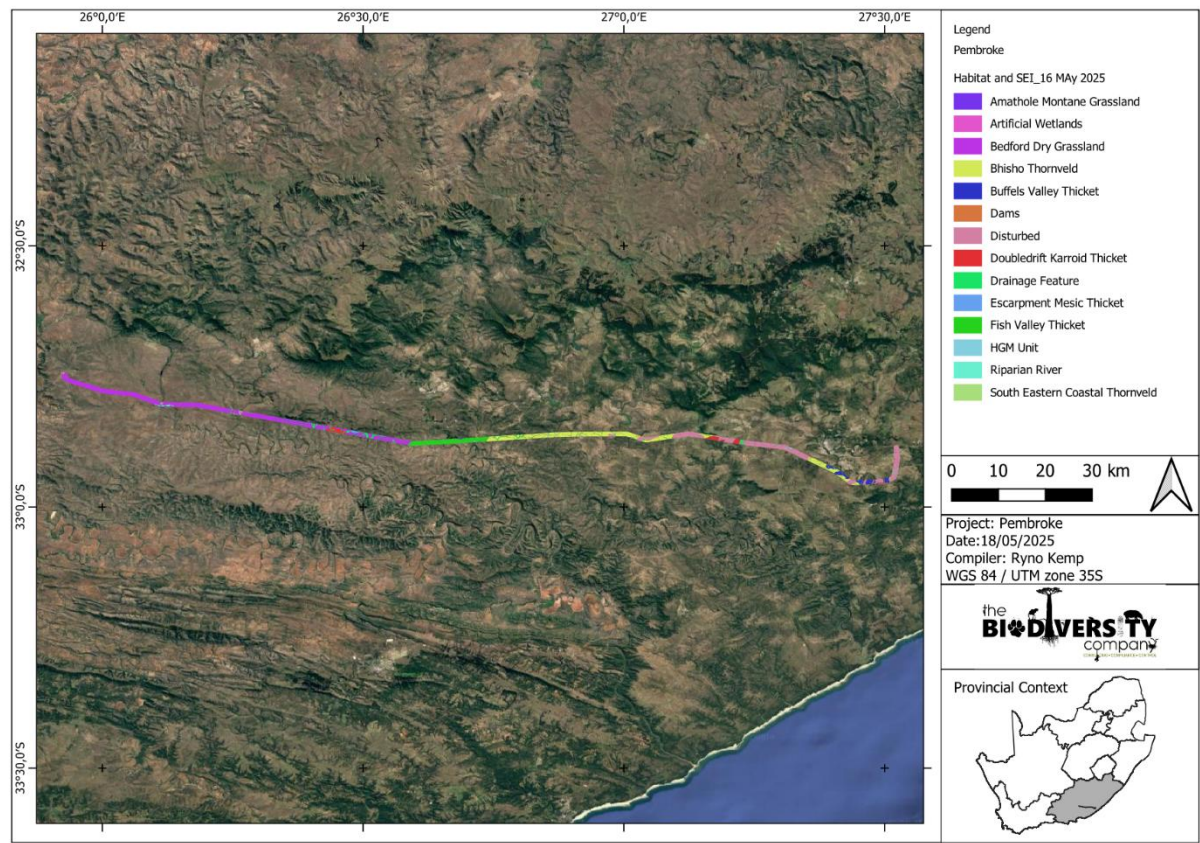 26°0,0'E
26°30,0'E
27°0,0'E
27°30,0'E
32°30,0'S
33°0,0'S
33°30,0'S
Legend
Pembroke
Habitat and SEI_16 MAy 2025
Amathole Montane Grassland
Artificial Wetlands
Bedford Dry Grassland
Bhisho Thornveld
Buffels Valley Thicket
Dams
Disturbed
Doubledrift Karroid Thicket
Drainage Feature
Escarpment Mesic Thicket
Fish Valley Thicket
HGM Unit
Riparian River
South Eastern Coastal Thornveld
0 10 20 30 km
Project: Pembroke
Date:18/05/2025
Compiler: Ryno Kemp
WGS 84 / UTM zone 35S
the
BIODIVERSITY
company
Provincial Context